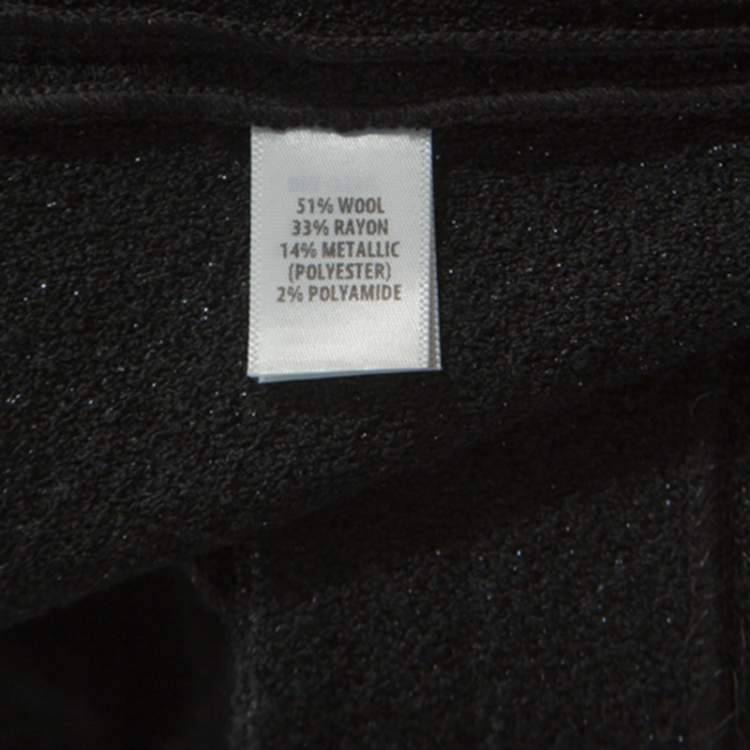 51% WOOL
33% RAYON
14% METALLIC
(POLYESTER)
2% POLYAMIDE